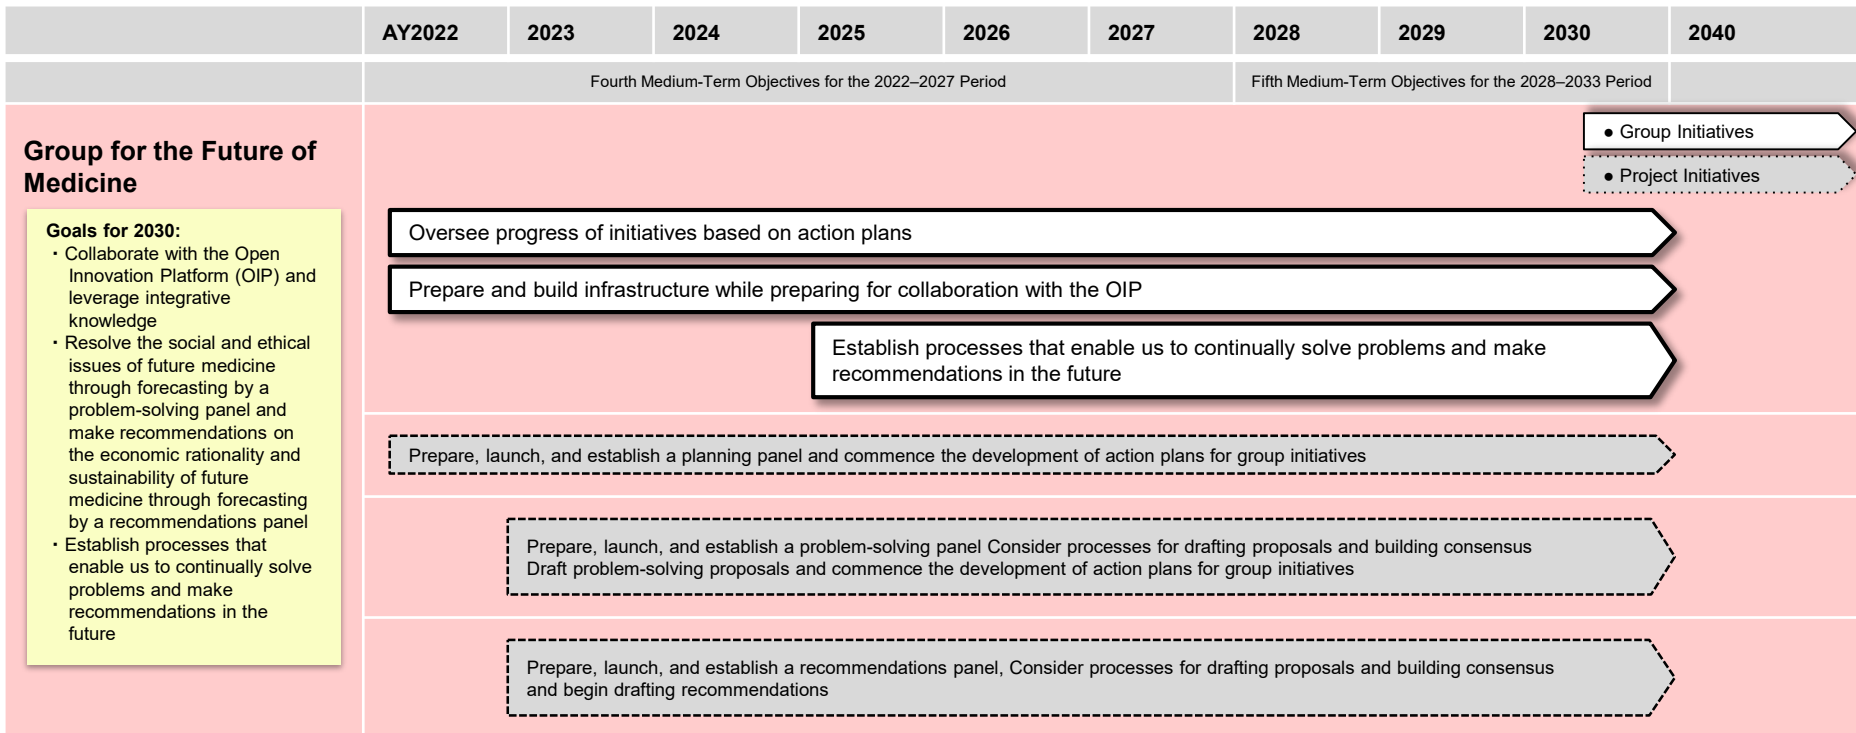 AY2022 2023 2024 2025 2026 2027 2028 2029 2030 2040
Fourth Medium-Term Objectives for the 2022–2027 Period Fifth Medium-Term Objectives for the 2028–2033 Period
Group for the Future of
Medicine
Goals for 2030:
・Collaborate with the Open
Innovation Platform (OIP) and
leverage integrative
knowledge
・Resolve the social and ethical
issues of future medicine
through forecasting by a
problem-solving panel and
make recommendations on
the economic rationality and
sustainability of future
medicine through forecasting
by a recommendations panel
・Establish processes that
enable us to continually solve
problems and make
recommendations in the
future
● Group Initiatives
● Project Initiatives
Oversee progress of initiatives based on action plans
Prepare and build infrastructure while preparing for collaboration with the OIP
Establish processes that enable us to continually solve problems and make
recommendations in the future
Prepare, launch, and establish a planning panel and commence the development of action plans for group initiatives
Prepare, launch, and establish a problem-solving panel Consider processes for drafting proposals and building consensus
Draft problem-solving proposals and commence the development of action plans for group initiatives
Prepare, launch, and establish a recommendations panel, Consider processes for drafting proposals and building consensus
and begin drafting recommendations